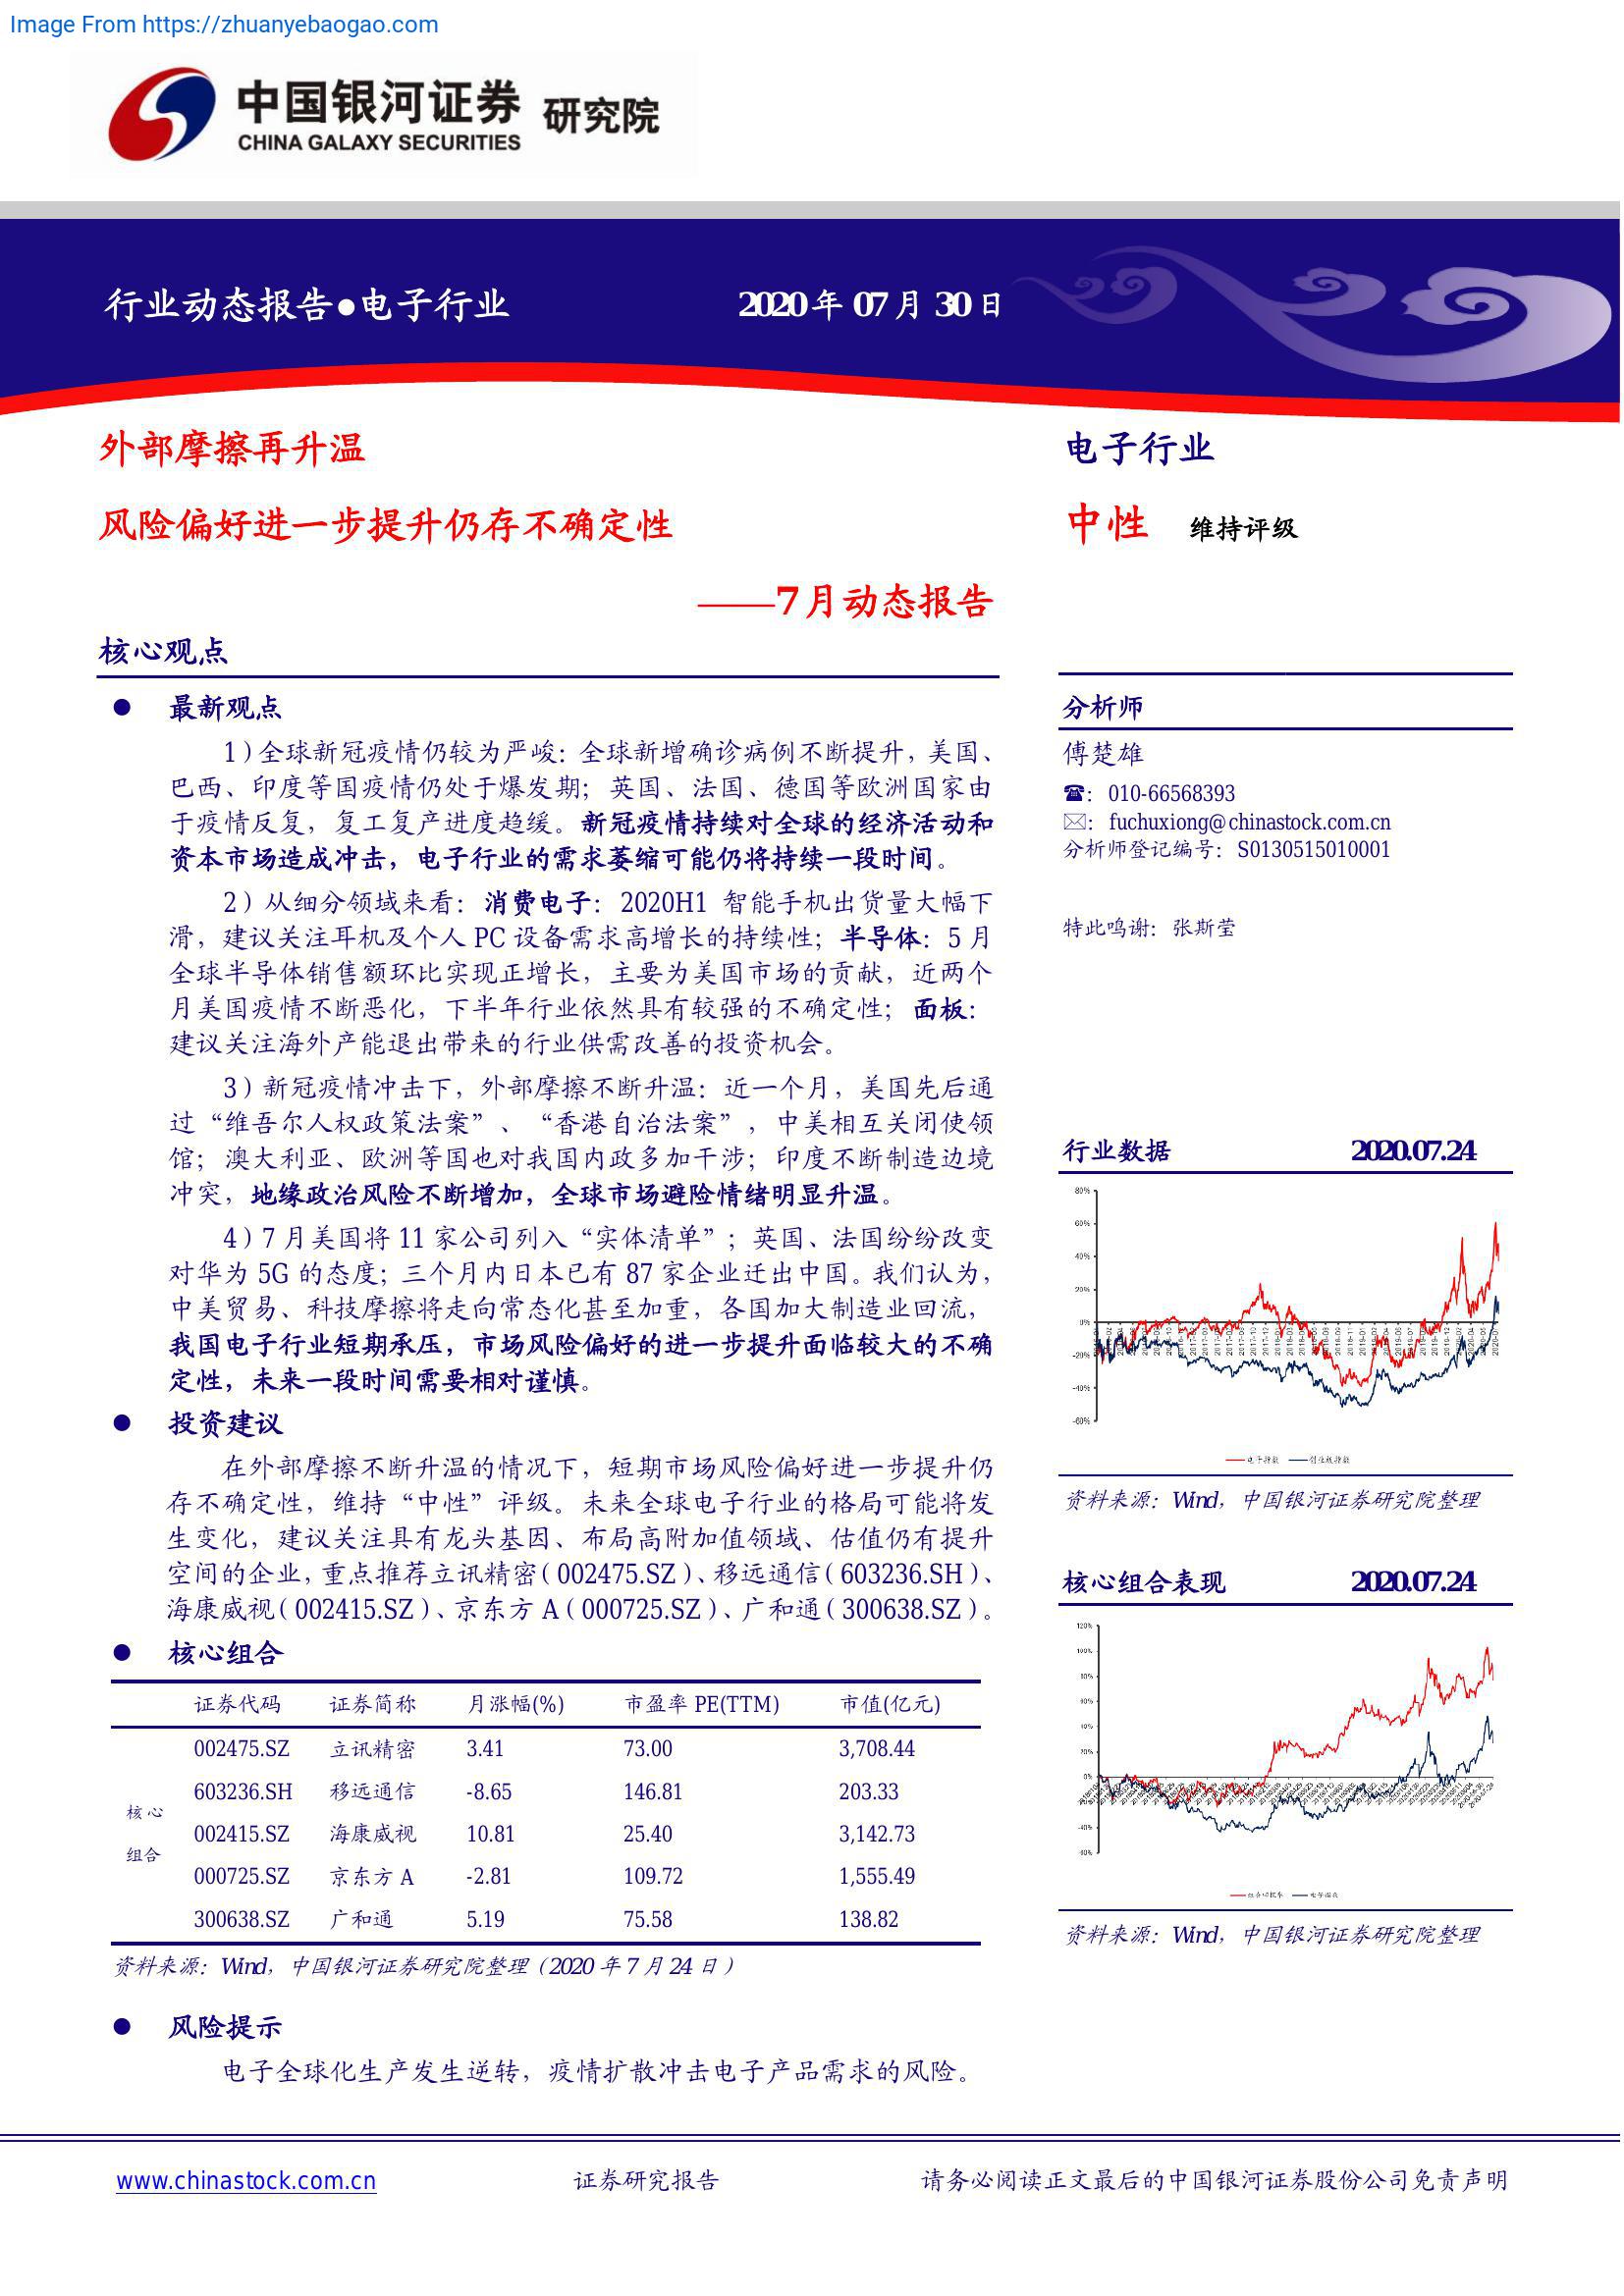 Image From https://zhuanyebaogao.com
中国银河证券 研究院
CHINA GALAXY SECURITIES
行业动态报告●电子行业 2020年07月30日
外部摩擦再升温
风险偏好进一步提升仍存不确定性
——7月动态报告
核心观点
● 最新观点
1)全球新冠疫情仍较为严峻：全球新增确诊病例不断提升，美国、
巴西、印度等国疫情仍处于爆发期；英国、法国、德国等欧洲国家由
于疫情反复，复工复产进度趋缓。新冠疫情持续对全球的经济活动和
资本市场造成冲击，电子行业的需求萎缩可能仍将持续一段时间。
2）从细分领域来看：消费电子：2020H1 智能手机出货量大幅下
滑，建议关注耳机及个人 PC 设备需求高增长的持续性；半导体：5 月
全球半导体销售额环比实现正增长，主要为美国市场的贡献，近两个
月美国疫情不断恶化，下半年行业依然具有较强的不确定性；面板：
建议关注海外产能退出带来的行业供需改善的投资机会。
3）新冠疫情冲击下，外部摩擦不断升温：近一个月，美国先后通
过“维吾尔人权政策法案”、“香港自治法案”，中美相互关闭使领
馆；澳大利亚、欧洲等国也对我国内政多加干涉；印度不断制造边境
冲突，地缘政治风险不断增加，全球市场避险情绪明显升温。
4）7 月美国将 11 家公司列入“实体清单”；英国、法国纷纷改变
对华为 5G 的态度；三个月内日本已有 87 家企业迁出中国。我们认为，
中美贸易、科技摩擦将走向常态化甚至加重，各国加大制造业回流，
我国电子行业短期承压，市场风险偏好的进一步提升面临较大的不确
定性，未来一段时间需要相对谨慎。
● 投资建议
在外部摩擦不断升温的情况下，短期市场风险偏好进一步提升仍
存不确定性，维持“中性”评级。未来全球电子行业的格局可能将发
生变化，建议关注具有龙头基因、布局高附加值领域、估值仍有提升
空间的企业，重点推荐立讯精密（002475.SZ）、移远通信（603236.SH）、
海康威视（002415.SZ）、京东方 A（000725.SZ）、广和通（300638.SZ）。
● 核心组合
证券代码 证券简称 月涨幅(%) 市盈率 PE(TTM) 市值(亿元)
核心
组合
002475.SZ 立讯精密 3.41 73.00 3,708.44
603236.SH 移远通信 -8.65 146.81 203.33
002415.SZ 海康威视 10.81 25.40 3,142.73
000725.SZ 京东方 A -2.81 109.72 1,555.49
300638.SZ 广和通 5.19 75.58 138.82
资料来源：Wind，中国银河证券研究院整理（2020 年 7 月 24 日）
● 风险提示
电子全球化生产发生逆转，疫情扩散冲击电子产品需求的风险。
电子行业
中性 维持评级
分析师
傅楚雄
☎：010-66568393
✉：fuchuxiong@chinastock.com.cn
分析师登记编号：S0130515010001
特此鸣谢：张斯莹
行业数据 2020.07.24
80%
60%
40%
20%
0%
-20%
-40%
-60%
电子指数 创业板指数
资料来源：Wind，中国银河证券研究院整理
核心组合表现 2020.07.24
120%
100%
80%
60%
40%
20%
0%
-40%
资料来源：Wind，中国银河证券研究院整理
www.chinastock.com.cn 证券研究报告 请务必阅读正文最后的中国银河证券股份公司免责声明